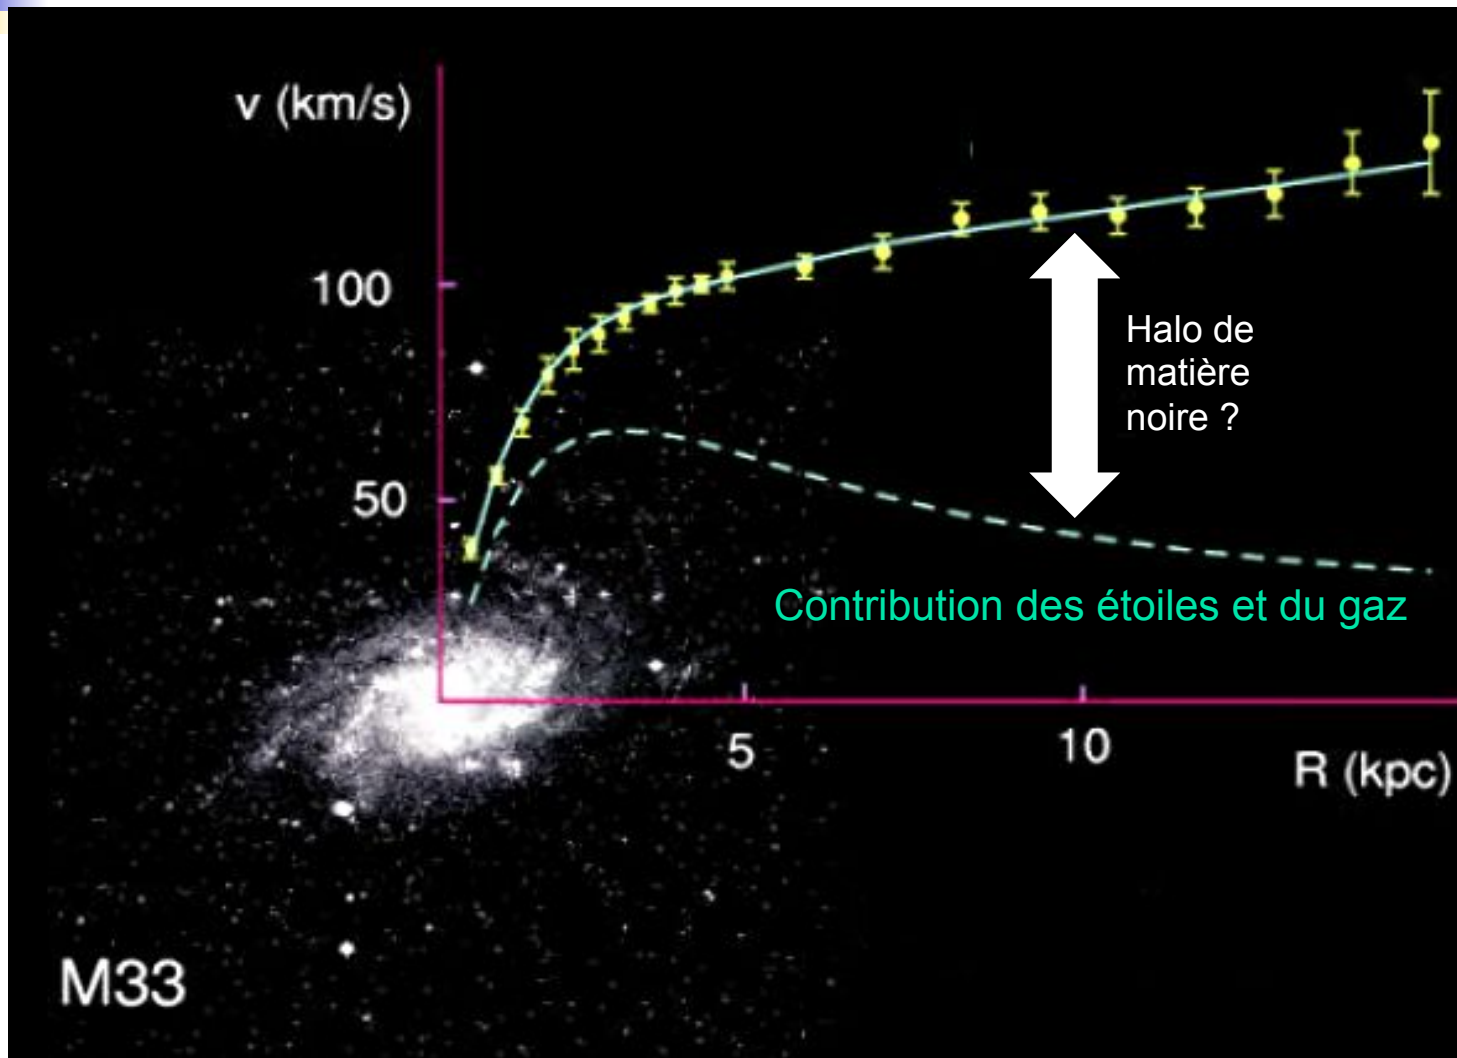 v (km/s)
100
50
Halo de
matière
noire ?
Contribution des étoiles et du gaz
5
10
R (kpc)
M33